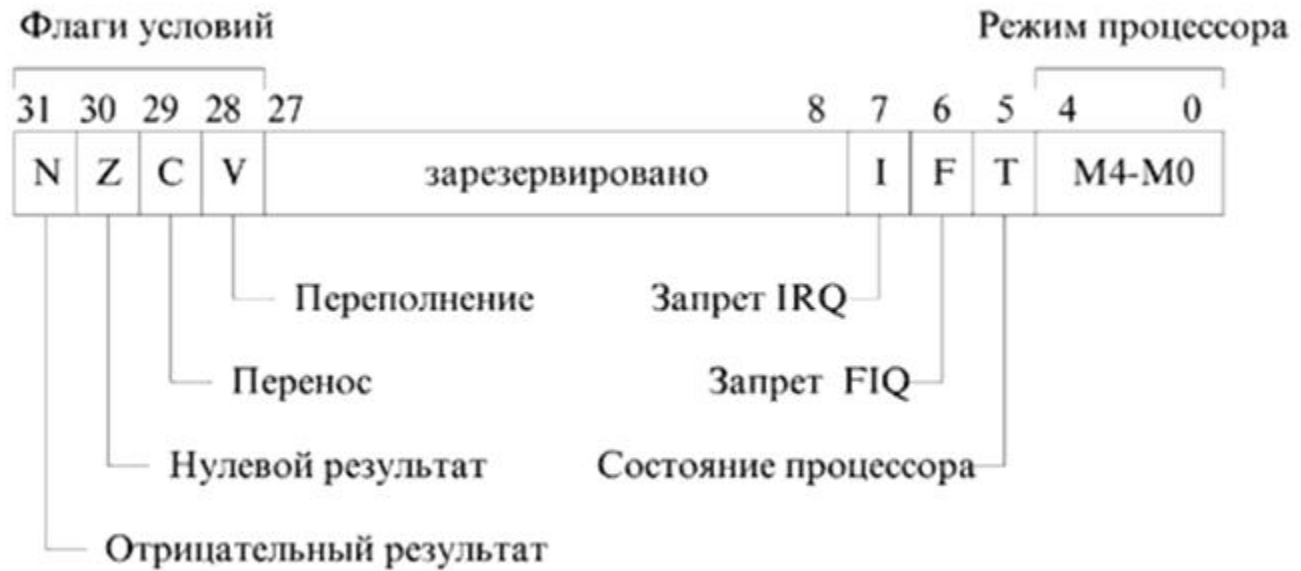 Флаги условий
Режим процессора
31 30 29 28 27 8 7 6 5 4 0
N Z C V зарезервировано I F T M4-M0
Переполнение Запрет IRQ
Перенос Запрет FIQ
Нулевой результат Состояние процессора
Отрицательный результат